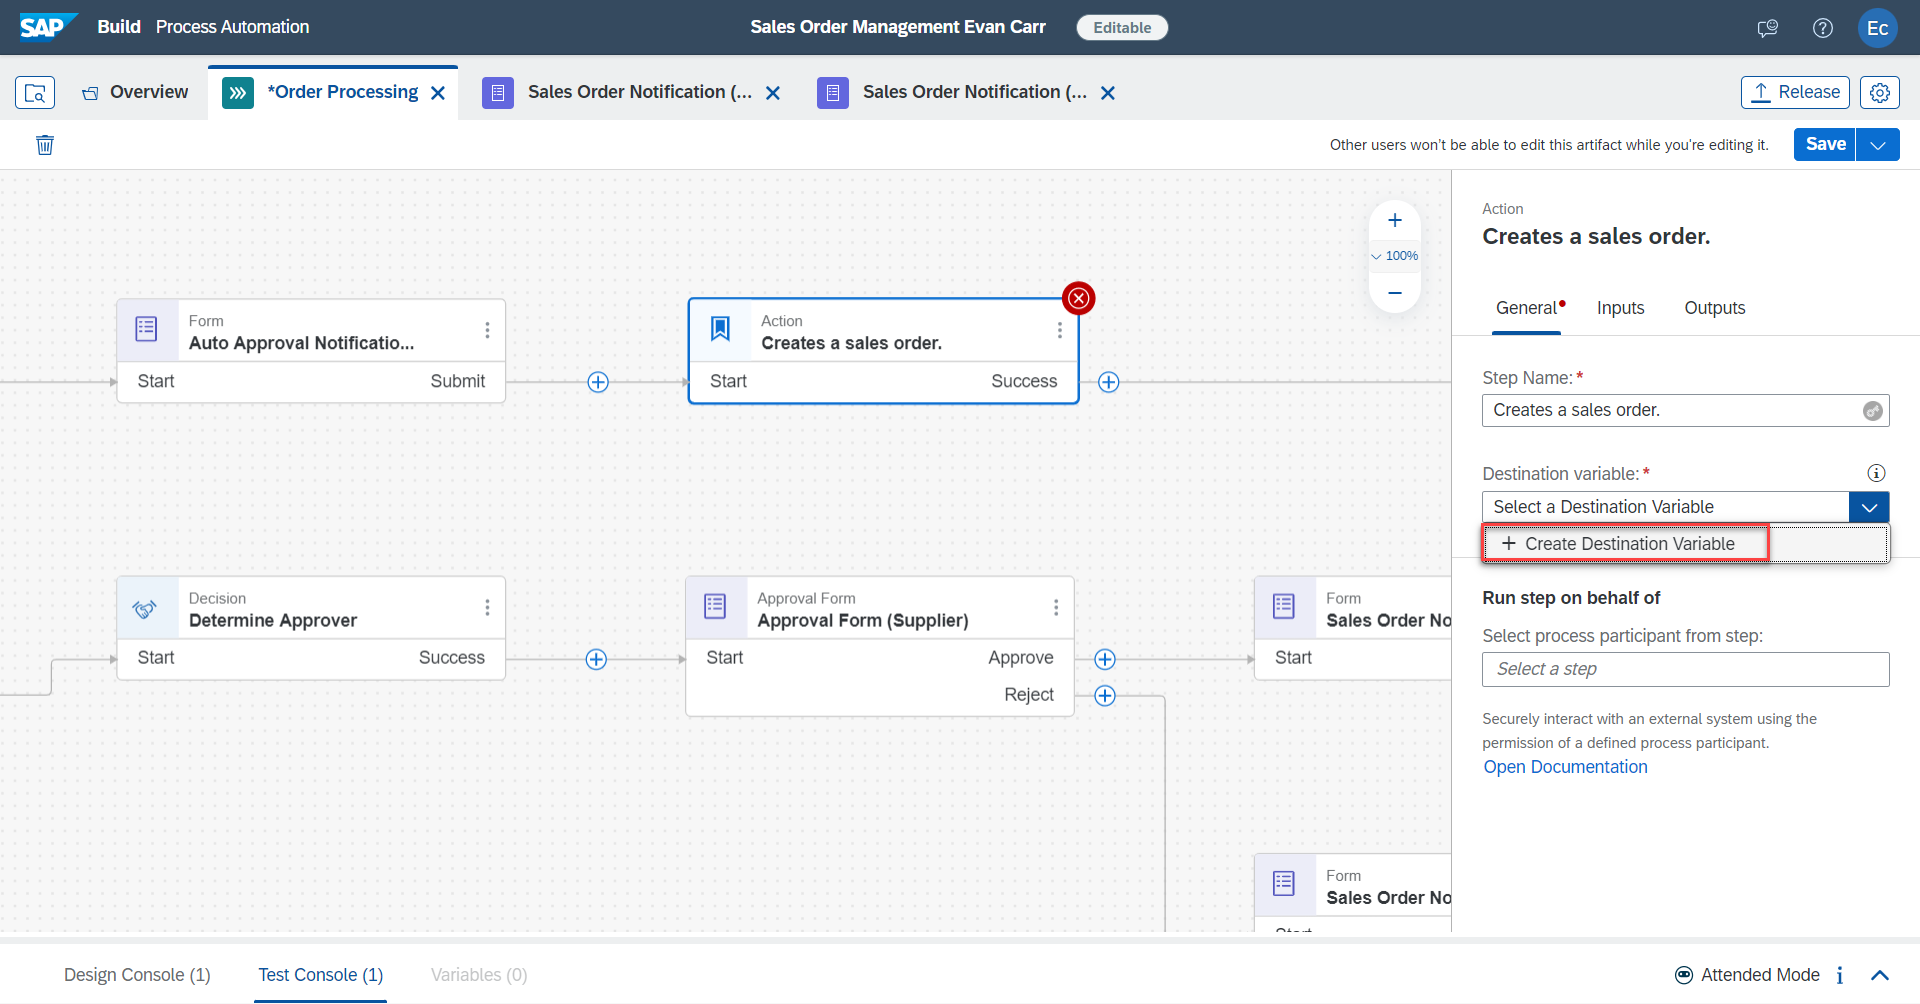 SAP Build Process Automation
Sales Order Management Evan Carr
Editable
Ec
Overview
*Order Processing
Sales Order Notification (...
Sales Order Notification (...
Release
Other users won't be able to edit this artifact while you're editing it.
Save
100%
Form
Auto Approval Notificatio...
Start
Submit
Action
Creates a sales order.
Start
Success
Decision
Determine Approver
Start
Success
Approval Form
Approval Form (Supplier)
Start
Approve
Reject
Form
Sales Order No
Start
Form
Sales Order No
Start
Action
Creates a sales order.
General
Inputs
Outputs
Step Name:*
Creates a sales order.
Destination variable:*
Select a Destination Variable
+ Create Destination Variable
Run step on behalf of
Select process participant from step:
Select a step
Securely interact with an external system using the
permission of a defined process participant.
Open Documentation
Design Console (1)
Test Console (1)
Variables (0)
Attended Mode